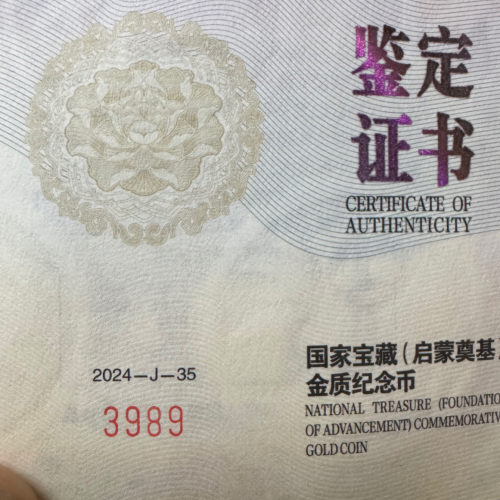 鉴定
证书
CERTIFICATE OF
AUTHENTICITY
2024-J-35
3989
国家宝藏(启蒙奠基)
金质纪念币
NATIONAL TREASURE (FOUNDATIO
OF ADVANCEMENT) COMMEMORATIV
GOLD COIN